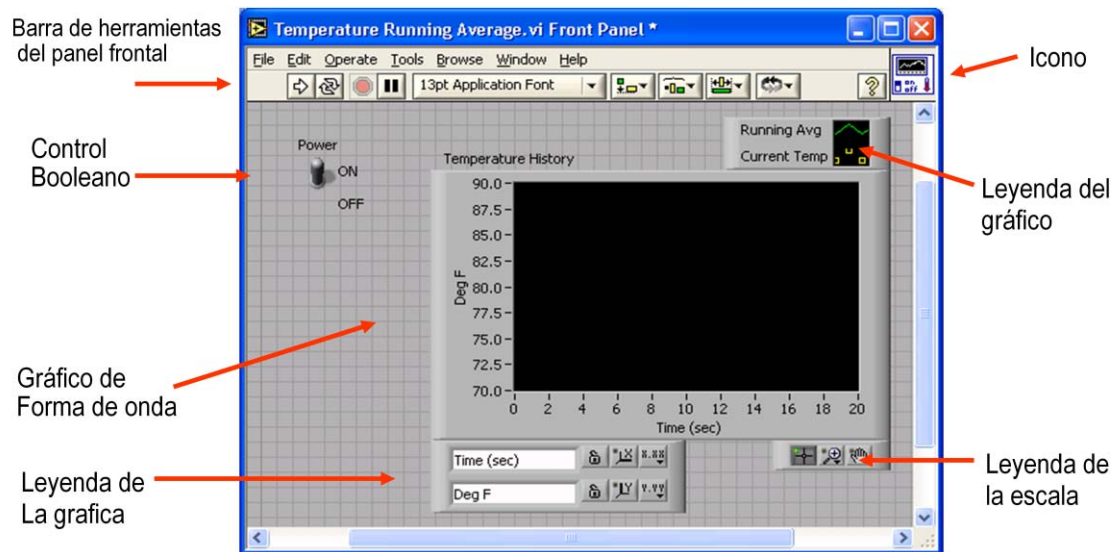 Barra de herramientas
del panel frontal
Temperature Running Average.vi Front Panel *
File Edit Operate Tools Browse Window Help
13pt Application Font
?
on
off
Icono
Control
Booleano
Power
ON
OFF
Running Avg
Current Temp
Leyenda del
gráfico
Temperature History
90.0
87.5
85.0
82.5
80.0
77.5
75.0
72.5
70.0
Deg F
0 2 4 6 8 10 12 14 16 18 20
Time (sec)
Gráfico de
Forma de onda
Leyenda de
La grafica
Time (sec)
X
X.XX
Deg F
Y
Y.YY
Leyenda de
la escala